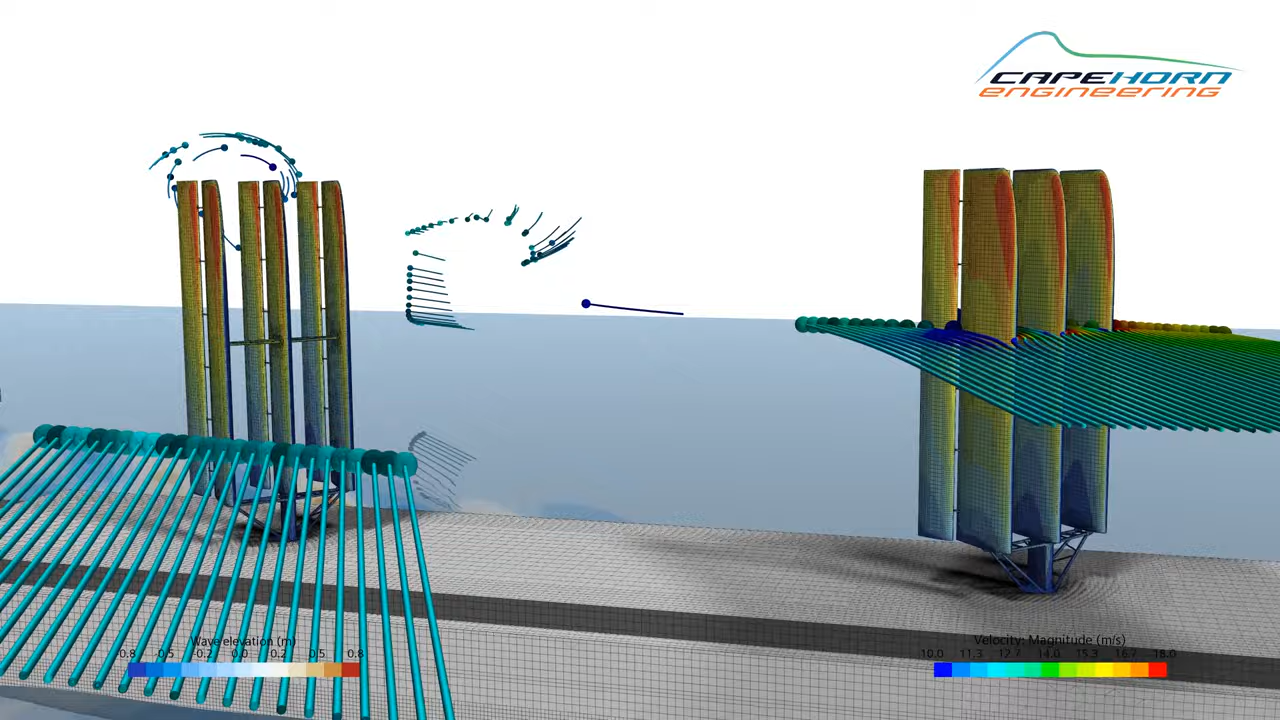 CAPEHORN
engineering
Wave elevation (m)
-0.8 -0.5 -0.2 0.0 0.2 0.5 0.8
Velocity: Magnitude (m/s)
10.0 11.3 12.7 14.0 15.3 16.7 18.0